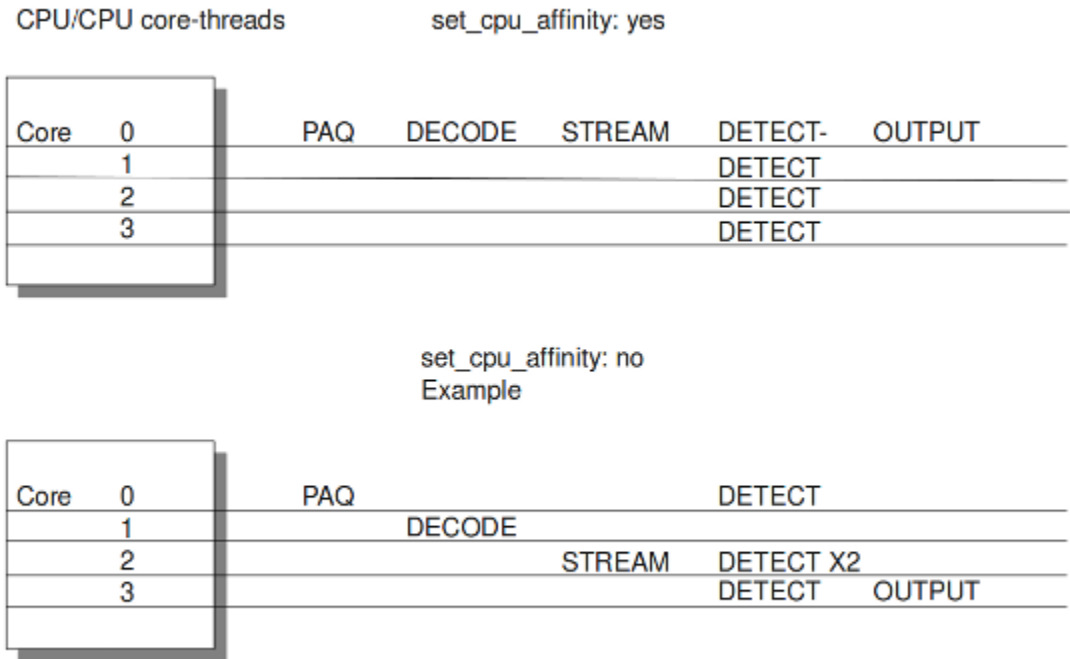 CPU/CPU core-threads set_cpu_affinity: yes
Core 0 PAQ DECODE STREAM DETECT- OUTPUT
1 DETECT
2 DETECT
3 DETECT
set_cpu_affinity: no
Example
Core 0 PAQ DETECT
1 DECODE
2 STREAM DETECT X2
3 DETECT OUTPUT